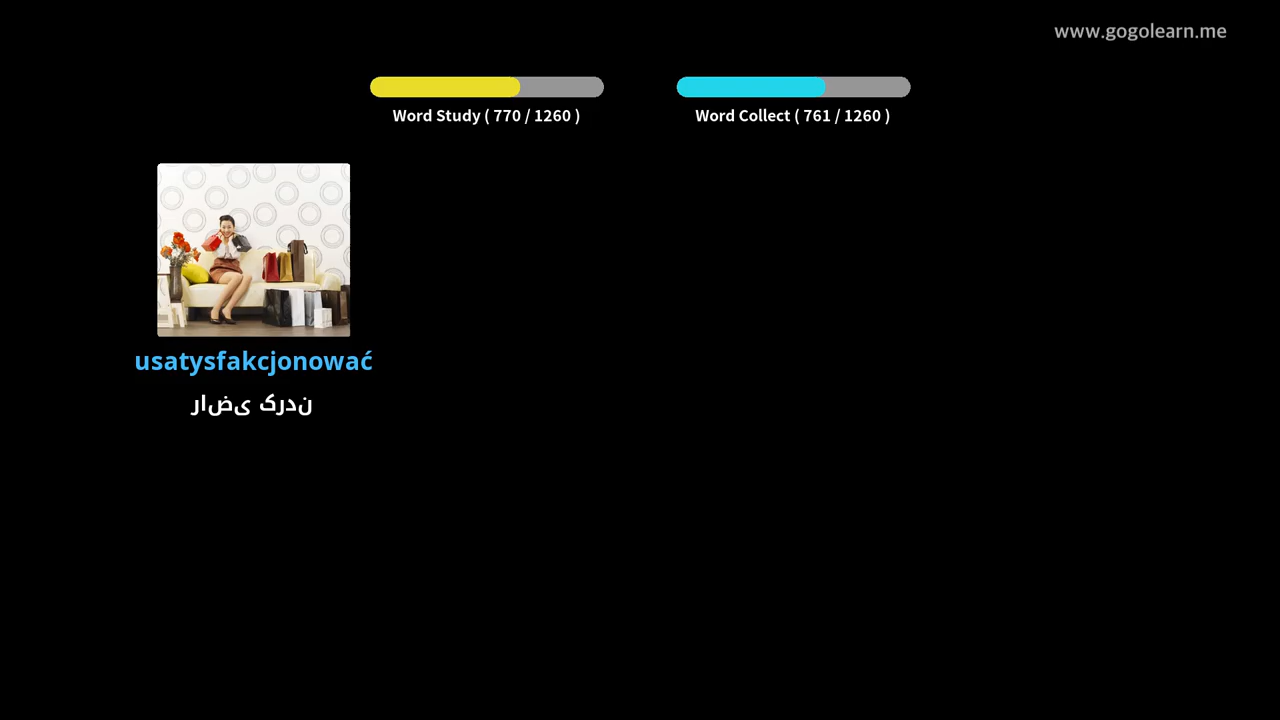 www.gogolearn.me
Word Study ( 770 / 1260 )
Word Collect ( 761 / 1260 )
usatysfakcjonować
راضی کردن